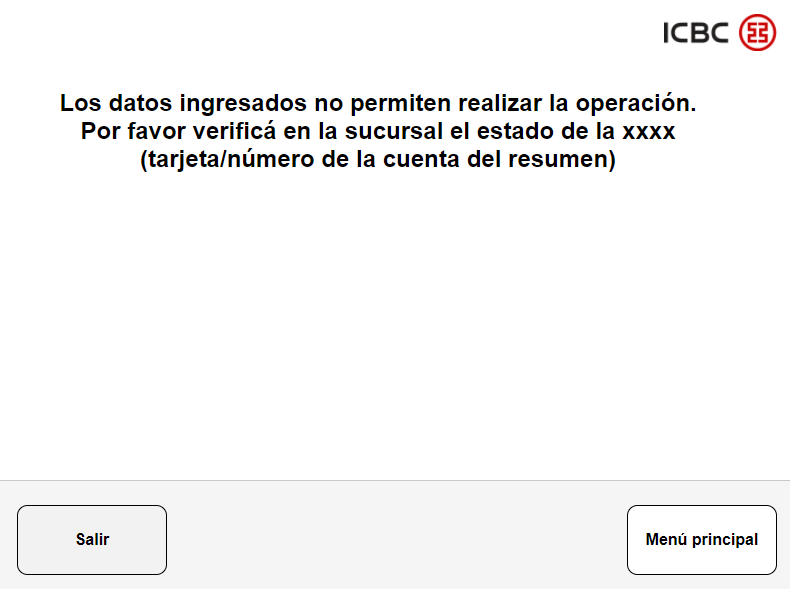 ICBC
Los datos ingresados no permiten realizar la operación.
Por favor verificá en la sucursal el estado de la xxxx
(tarjeta/número de la cuenta del resumen)
Salir
Menú principal